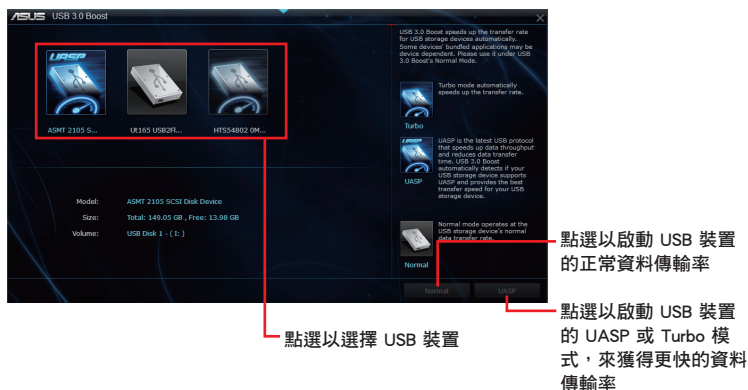 ASUS USB 3.0 Boost
ASMT 2105 S...
Ut165 USB2Fl...
HTS54802 0M...
Model: ASMT 2105 SCSI Disk Device
Size: Total: 149.05 GB , Free: 13.98 GB
Volume: USB Disk 1 - ( I: )
USB 3.0 Boost speeds up the transfer rate
for USB storage devices automatically.
Some devices' bundled applications may be
device dependent. Please use it under USB
3.0 Boost's Normal Mode.
Turbo mode automatically
speeds up the transfer rate.
Turbo
UASP
UASP is the latest USB protocol
that speeds up data throughput
and reduces data transfer
time. USB 3.0 Boost
automatically detects if your
USB storage device supports
UASP and provides the best
transfer speed for your USB
storage device.
UASP
Normal mode operates at the
USB storage device's normal
data transfer rate.
Normal
Normal
UASP
點選以選擇 USB 裝置
點選以啟動 USB 裝置
的正常資料傳輸率
點選以啟動 USB 裝置
的 UASP 或 Turbo 模
式，來獲得更快的資料
傳輸率